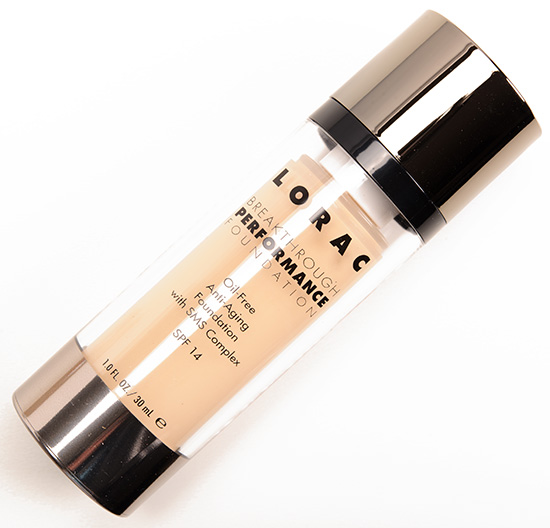 LORAC
BREAKTHROUGH
PERFORMANCE
FOUNDATION
Oil-Free
Anti-Aging
Foundation
with SMS Complex
SPF 14
1.0 FL OZ / 30 mL ℮